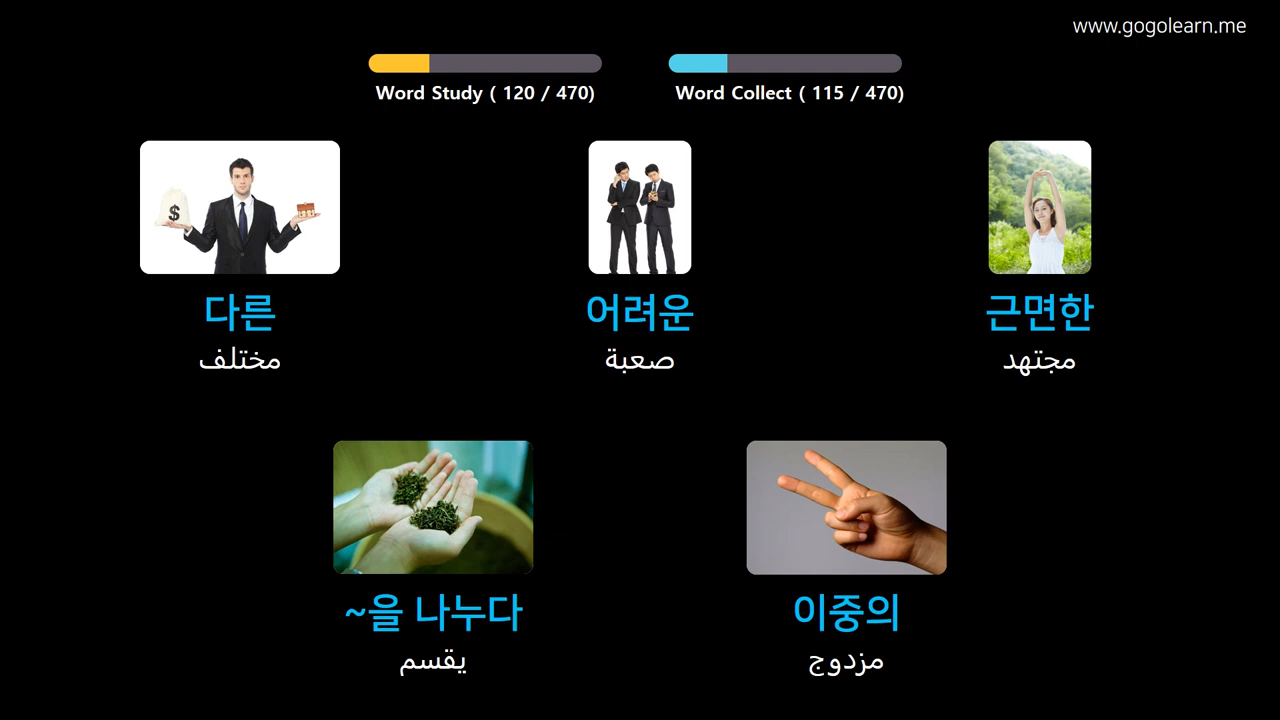 www.gogolearn.me
Word Study ( 120 / 470)
Word Collect ( 115 / 470)
$
다른
مختلف
어려운
صعبة
근면한
مجتهد
~을 나누다
يقسم
이중의
مزدوج